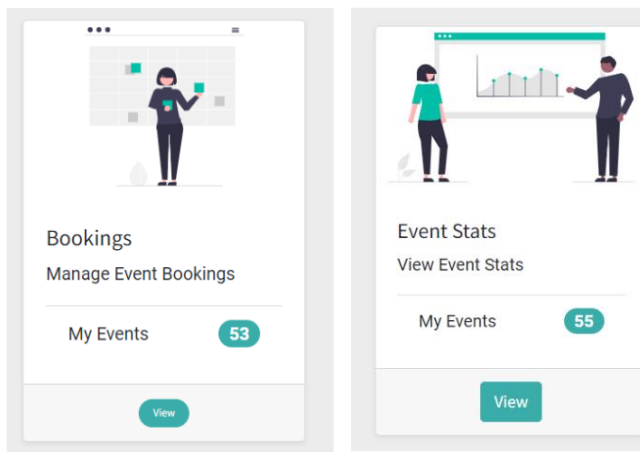 Bookings
Manage Event Bookings
My Events 53
View
Event Stats
View Event Stats
My Events 55
View